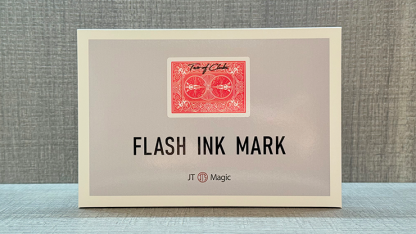 Two of Clubs
FLASH INK MARK
JT Magic